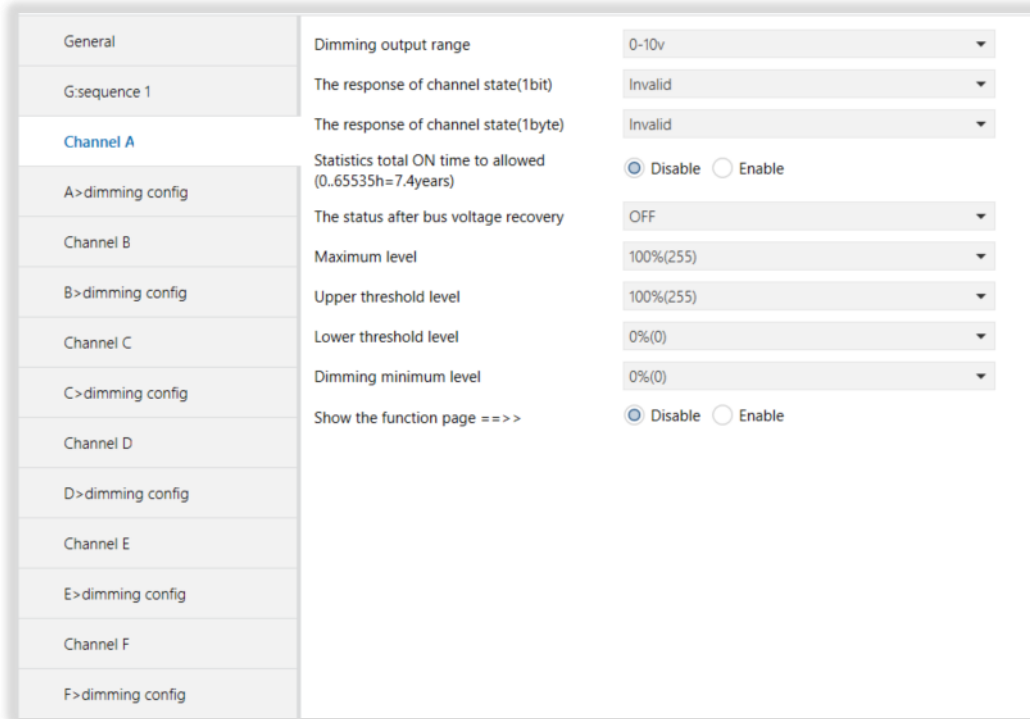 General
G:sequence 1
Channel A
A>dimming config
Channel B
B>dimming config
Channel C
C>dimming config
Channel D
D>dimming config
Channel E
E>dimming config
Channel F
F>dimming config
Dimming output range 0-10v
The response of channel state(1bit) Invalid
The response of channel state(1byte) Invalid
Statistics total ON time to allowed
(0..65535h=7.4years) Disable Enable
The status after bus voltage recovery OFF
Maximum level 100%(255)
Upper threshold level 100%(255)
Lower threshold level 0%(0)
Dimming minimum level 0%(0)
Show the function page ==>> Disable Enable